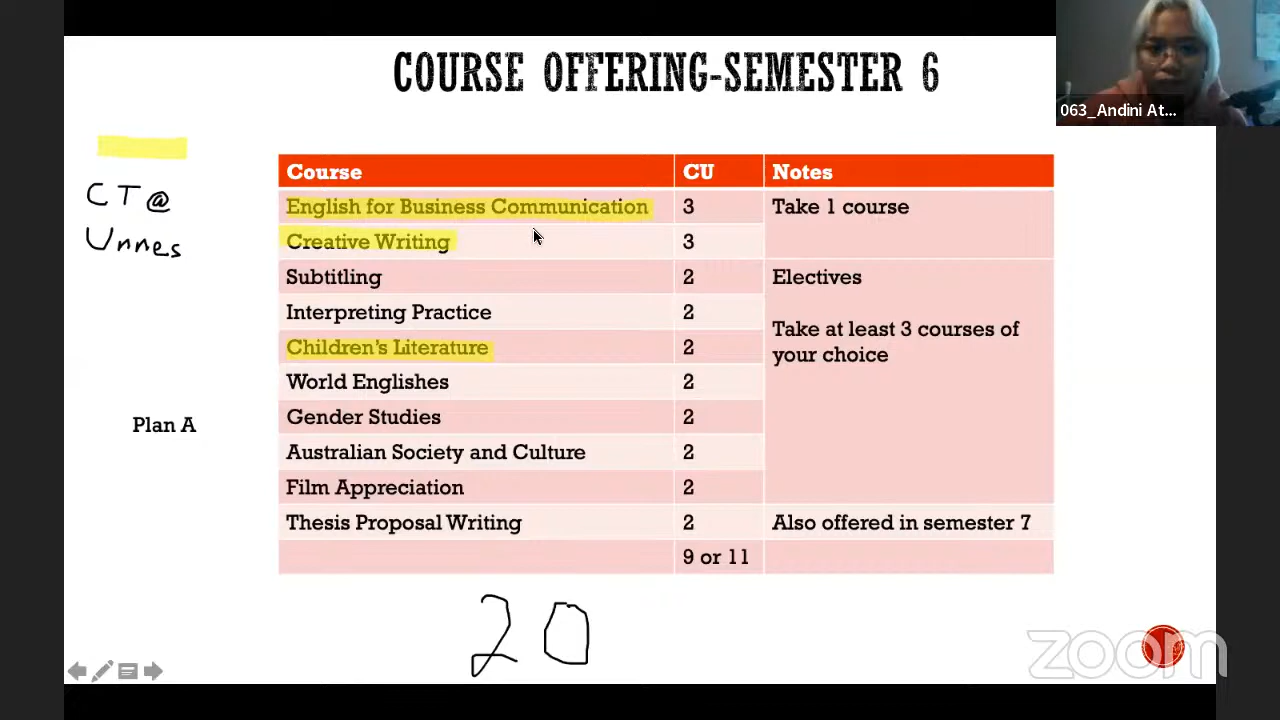 COURSE OFFERING-SEMESTER 6
063_Andini At...
CT@
Unnes
Plan A
Course CU Notes
English for Business Communication 3 Take 1 course
Creative Writing 3
Subtitling 2 Electives
Interpreting Practice 2
Take at least 3 courses of
Children's Literature 2
your choice
World Englishes 2
Gender Studies 2
Australian Society and Culture 2
Film Appreciation 2
Thesis Proposal Writing 2 Also offered in semester 7
9 or 11
20
zoom